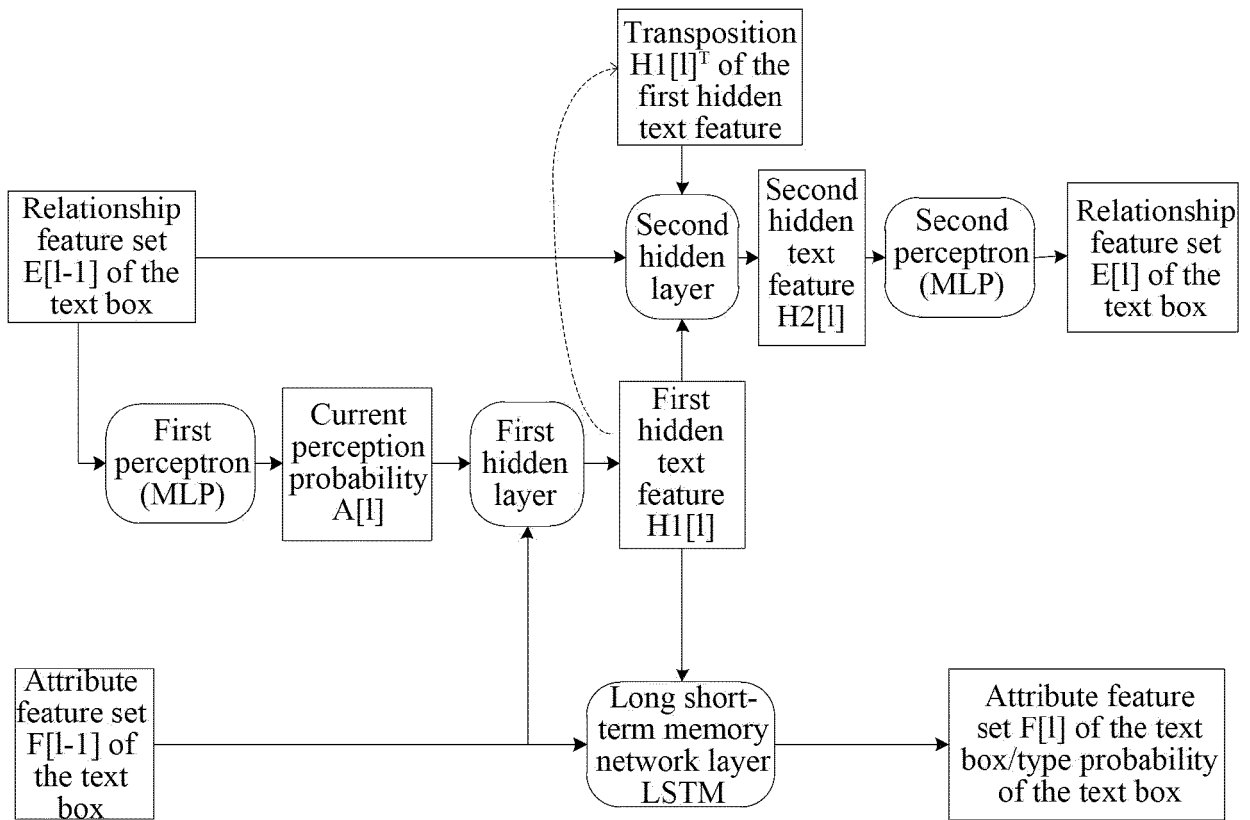 Transposition
H1[l]ᵀ of the
first hidden
text feature
Relationship
feature set
E[l-1] of the
text box
Second
hidden
layer
Second
hidden
text
feature
H2[l]
Second
perceptron
(MLP)
Relationship
feature set
E[l] of the
text box
First
perceptron
(MLP)
Current
perception
probability
A[l]
First
hidden
layer
First
hidden
text
feature
H1[l]
Attribute
feature set
F[l-1] of
the text
box
Long short-
term memory
network layer
LSTM
Attribute feature
set F[l] of the text
box/type probability
of the text box